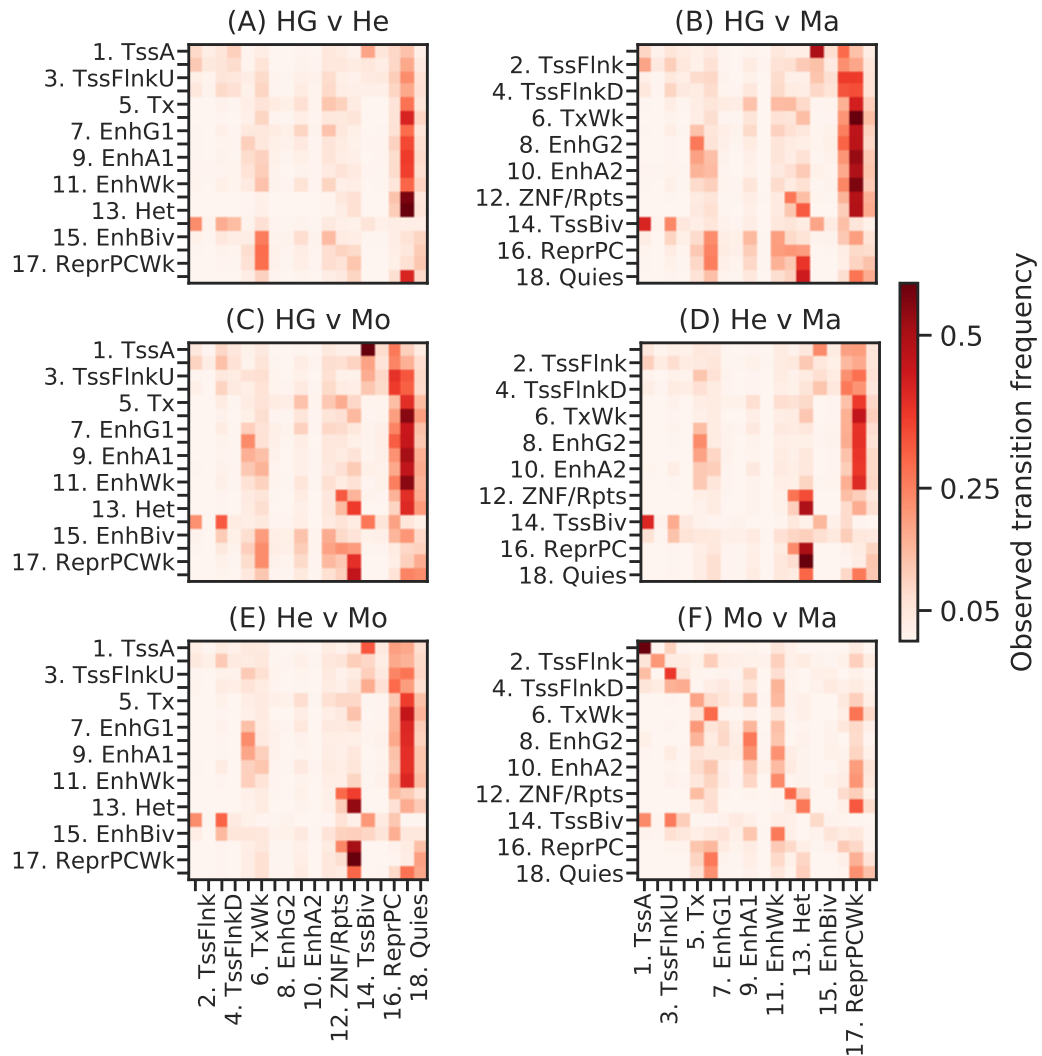 (A) HG v He
1. TssA
3. TssFlnkU
5. Tx
7. EnhG1
9. EnhA1
11. EnhWk
13. Het
15. EnhBiv
17. ReprPCWk
(B) HG v Ma
2. TssFlnk
4. TssFlnkD
6. TxWk
8. EnhG2
10. EnhA2
12. ZNF/Rpts
14. TssBiv
16. ReprPC
18. Quies
(C) HG v Mo
1. TssA
3. TssFlnkU
5. Tx
7. EnhG1
9. EnhA1
11. EnhWk
13. Het
15. EnhBiv
17. ReprPCWk
(D) He v Ma
2. TssFlnk
4. TssFlnkD
6. TxWk
8. EnhG2
10. EnhA2
12. ZNF/Rpts
14. TssBiv
16. ReprPC
18. Quies
(E) He v Mo
1. TssA
3. TssFlnkU
5. Tx
7. EnhG1
9. EnhA1
11. EnhWk
13. Het
15. EnhBiv
17. ReprPCWk
2. TssFlnk
4. TssFlnkD
6. TxWk
8. EnhG2
10. EnhA2
12. ZNF/Rpts
14. TssBiv
16. ReprPC
18. Quies
(F) Mo v Ma
2. TssFlnk
4. TssFlnkD
6. TxWk
8. EnhG2
10. EnhA2
12. ZNF/Rpts
14. TssBiv
16. ReprPC
18. Quies
1. TssA
3. TssFlnkU
5. Tx
7. EnhG1
9. EnhA1
11. EnhWk
13. Het
15. EnhBiv
17. ReprPCWk
0.5
0.25
0.05
Observed transition frequency